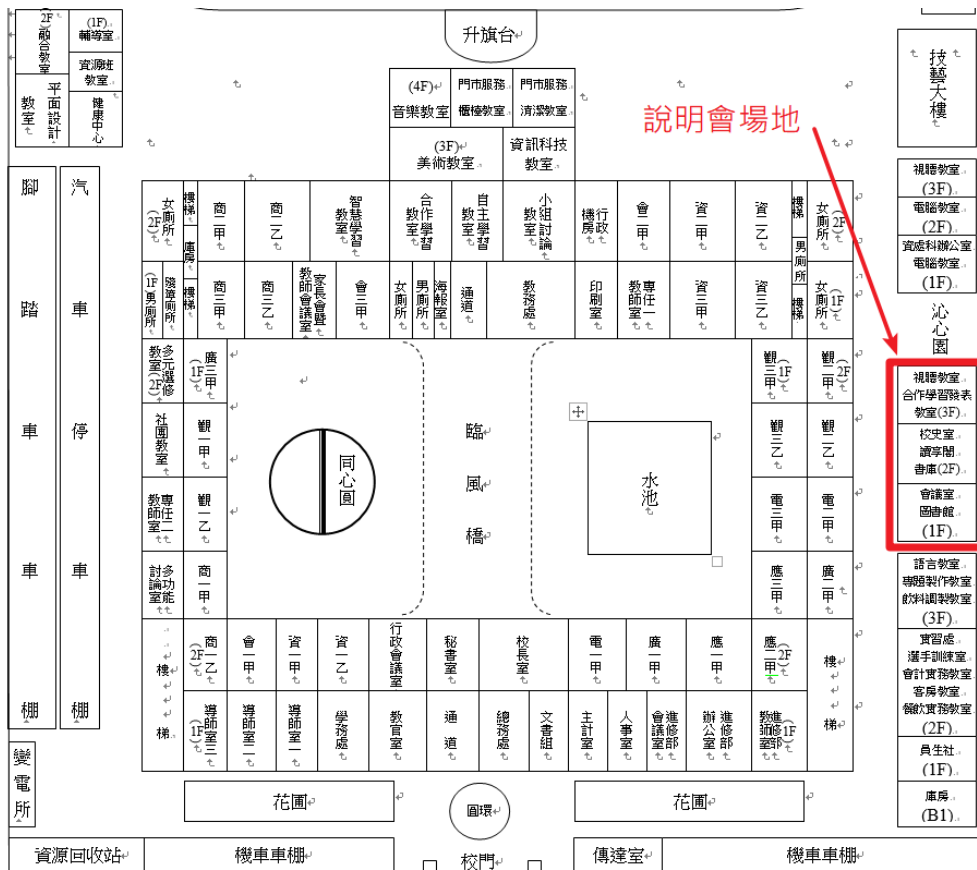 升旗台
(2F)
融合教室
(1F)
輔導室
資源班
教室
平面設計
教室
健康中心
(4F)
音樂教室
門市服務
櫃檯教室
門市服務
清潔教室
(3F)
美術教室
資訊科技
教室
說明會場地
技藝大樓
腳踏車車棚
汽車停車棚
女廁所(2F)
樓梯
庫房
商二甲
商二乙
智慧學習
教室
合作學習
教室
自主學習
教室
小組討論
教室
行政
機房
會二甲
資二甲
資二乙
樓梯
男廁所
女廁所(2F)
(1F)男廁所
殘障廁所
樓梯
商三甲
商三乙
家長會暨
教師會議室
會三甲
女廁所
男廁所
海報室
通道
教務處
印刷室
專任一
教師室
資三甲
資三乙
樓梯
女廁所(1F)
視聽教室
(3F)
電腦教室
(2F)
資處科辦公室
電腦教室
(1F)
沁心園
多元選修
教室(2F)
廣三甲(1F)
社團教室
觀一甲
專任二
教師室
觀一乙
多功能
討論室
商一甲
同心圓
臨風橋
水池
觀三甲(1F)
觀二甲(2F)
觀三乙
觀二乙
電三甲
電二甲
應三甲
廣二甲
視聽教室
合作學習發表
教室(3F)
校史室
讀享閣
書庫(2F)
會議室
圖書館
(1F)
語言教室
專題製作教室
飲料調製教室
(3F)
實習處
選手訓練室
會計實務教室
客房教室
餐飲實務教室
(2F)
員生社
(1F)
庫房
(B1)
樓梯
商一乙(2F)
會一甲
資一甲
資一乙
行政會議室
秘書室
校長室
電一甲
廣一甲
應一甲
應二甲(2F)
樓梯
導師室三(1F)
導師室二
導師室一
學務處
教官室
通道
總務處
文書組
主計室
人事室
進修部
會議室
進修部
辦公室
進修部
教師室(1F)
變電所
花圃
圓環
花圃
資源回收站
機車車棚
校門
傳達室
機車車棚